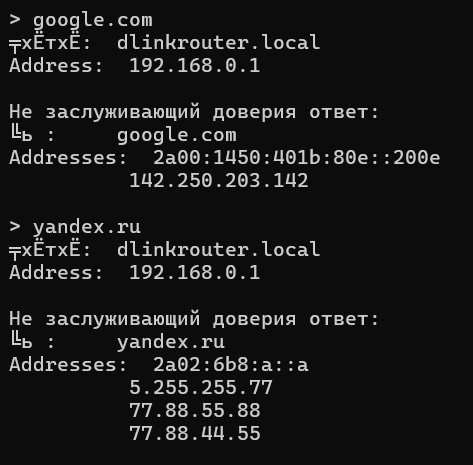 > google.com
╤хЁтхЁ:  dlinkrouter.local
Address:  192.168.0.1

Не заслуживающий доверия ответ:
╚ь :     google.com
Addresses:  2a00:1450:401b:80e::200e
          142.250.203.142

> yandex.ru
╤хЁтхЁ:  dlinkrouter.local
Address:  192.168.0.1

Не заслуживающий доверия ответ:
╚ь :     yandex.ru
Addresses:  2a02:6b8:a::a
          5.255.255.77
          77.88.55.88
          77.88.44.55